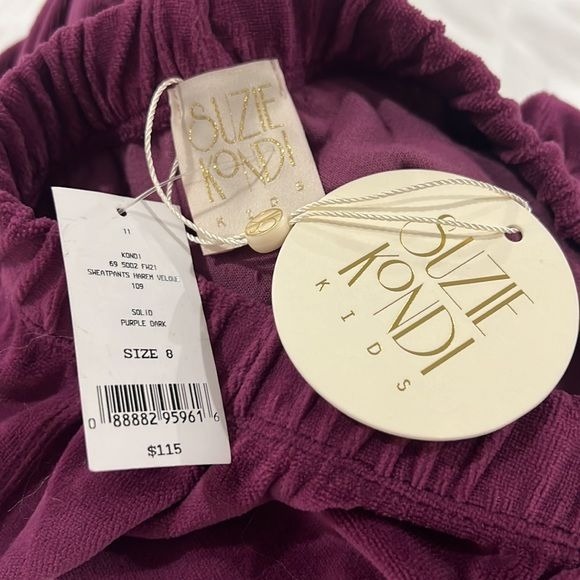 SUZIE
KONDI
KIDS
11
KONDI
69 5002 FW21
SWEATPANTS HAREM VELOUR
109
SOLID
PURPLE DARK
SIZE 8
0 88882 95961 6
$115
SUZIE
KONDI
KIDS